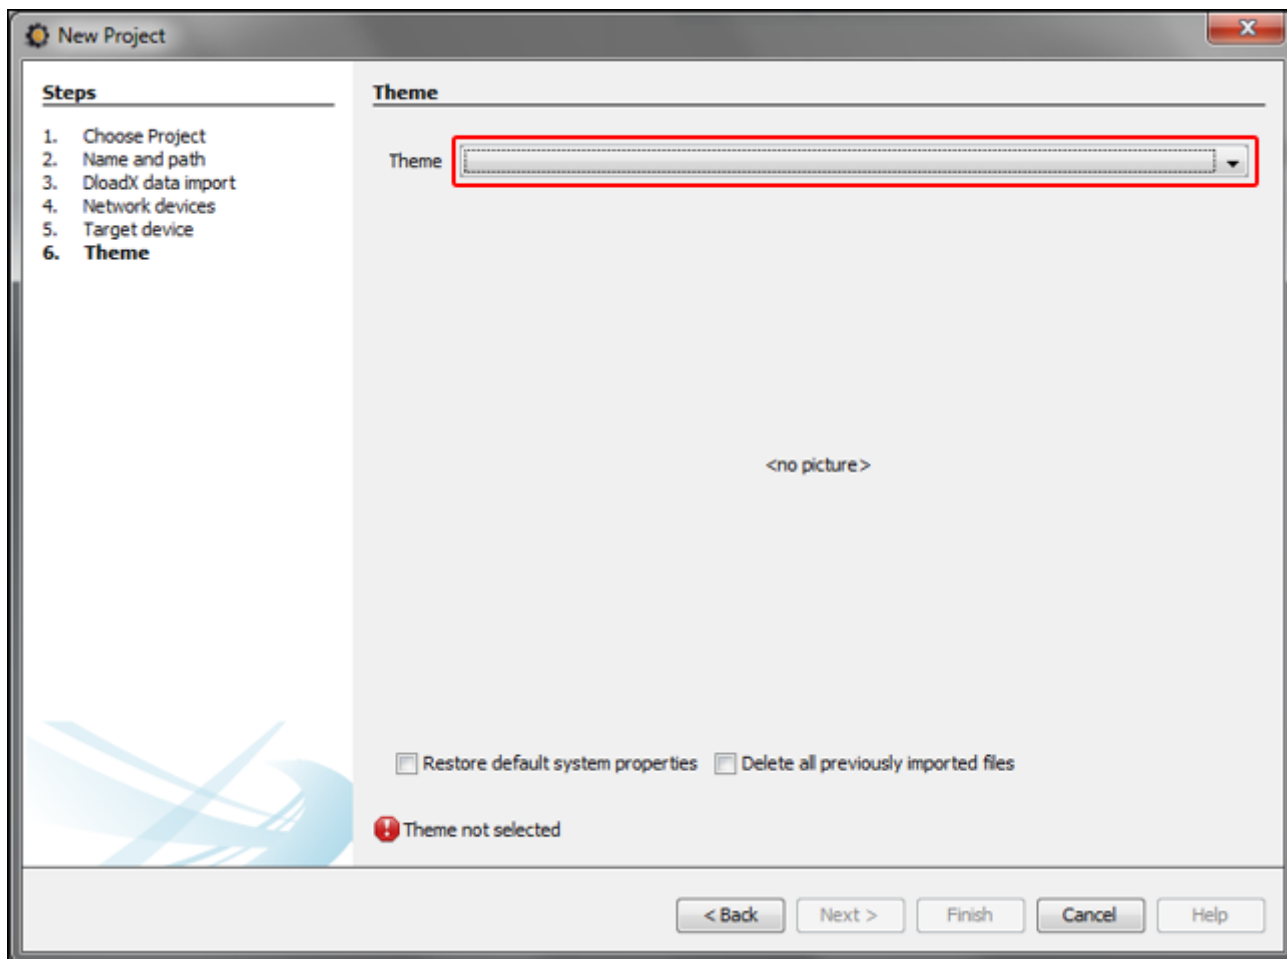 New Project
Steps
1. Choose Project
2. Name and path
3. DloadX data import
4. Network devices
5. Target device
6. Theme
Theme
Theme
<no picture>
Restore default system properties Delete all previously imported files
Theme not selected
< Back Next > Finish Cancel Help